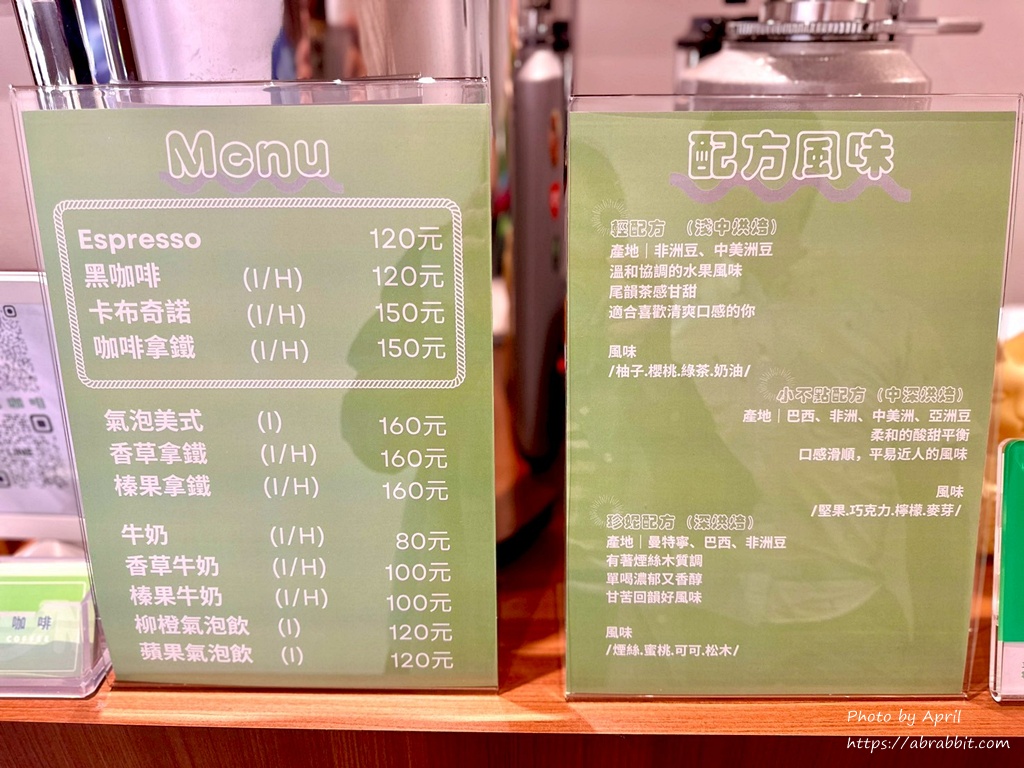 Menu
Espresso 120元
黑咖啡 (I/H) 120元
卡布奇諾 (I/H) 150元
咖啡拿鐵 (I/H) 150元
氣泡美式 (I) 160元
香草拿鐵 (I/H) 160元
榛果拿鐵 (I/H) 160元
牛奶 (I/H) 80元
香草牛奶 (I/H) 100元
榛果牛奶 (I/H) 100元
柳橙氣泡飲 (I) 120元
蘋果氣泡飲 (I) 120元
配方風味
輕配方 （淺中烘焙）
產地｜非洲豆、中美洲豆
溫和協調的水果風味
尾韻茶感甘甜
適合喜歡清爽口感的你
風味
/柚子.櫻桃.綠茶.奶油/
小不點配方（中深烘焙）
產地｜巴西、非洲、中美洲、亞洲豆
柔和的酸甜平衡
口感滑順，平易近人的風味
風味
/堅果.巧克力.檸檬.麥芽/
珍妮配方（深烘焙）
產地｜曼特寧、巴西、非洲豆
有著煙絲木質調
單喝濃郁又香醇
甘苦回韻好風味
風味
/煙絲.蜜桃.可可.松木/
咖啡
COFFEE
Photo by April
https://abrabbit.com